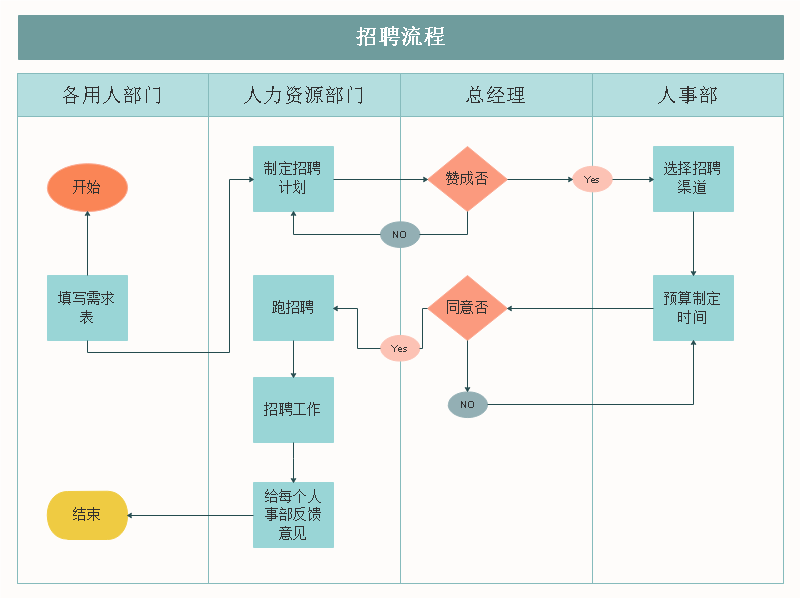 招聘流程
各用人部门
人力资源部门
总经理
人事部
开始
制定招聘
计划
赞成否
Yes
选择招聘
渠道
NO
填写需求
表
跑招聘
同意否
预算制定
时间
Yes
NO
招聘工作
给每个人
事部反馈
意见
结束